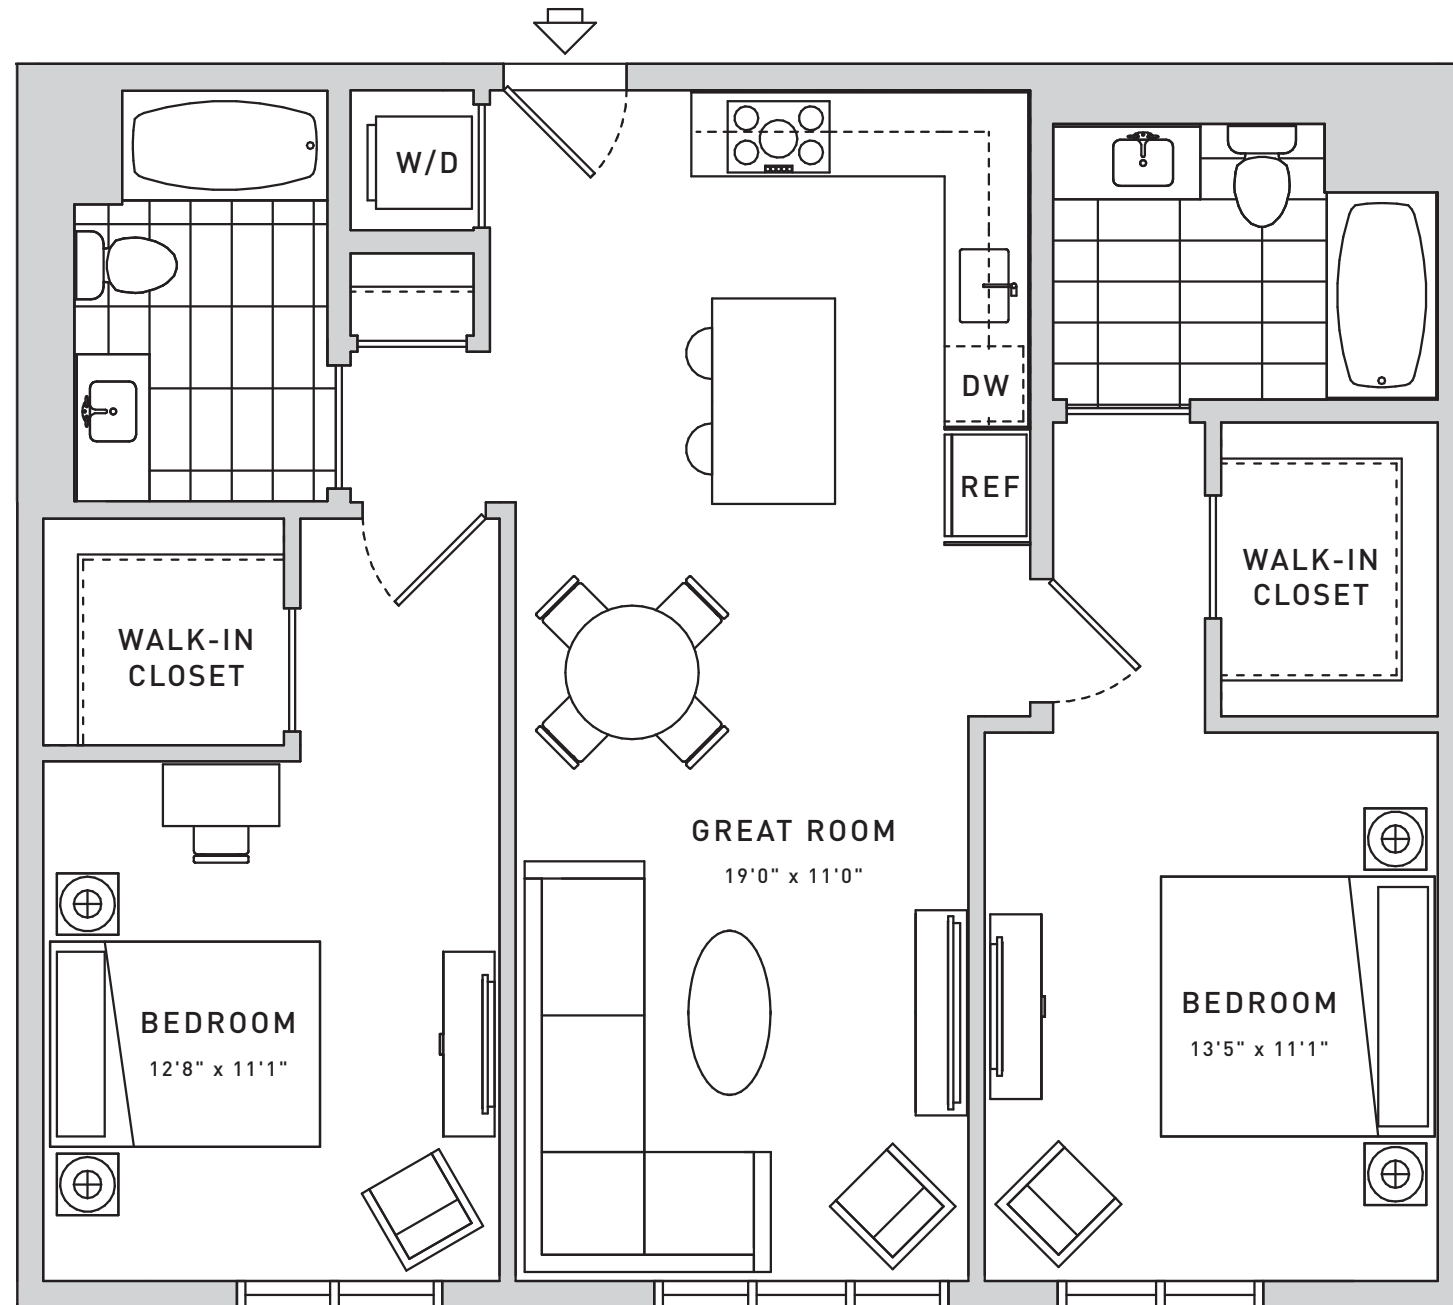 W/D
DW
REF
WALK-IN
CLOSET
WALK-IN
CLOSET
GREAT ROOM
19'0" x 11'0"
BEDROOM
12'8" x 11'1"
BEDROOM
13'5" x 11'1"